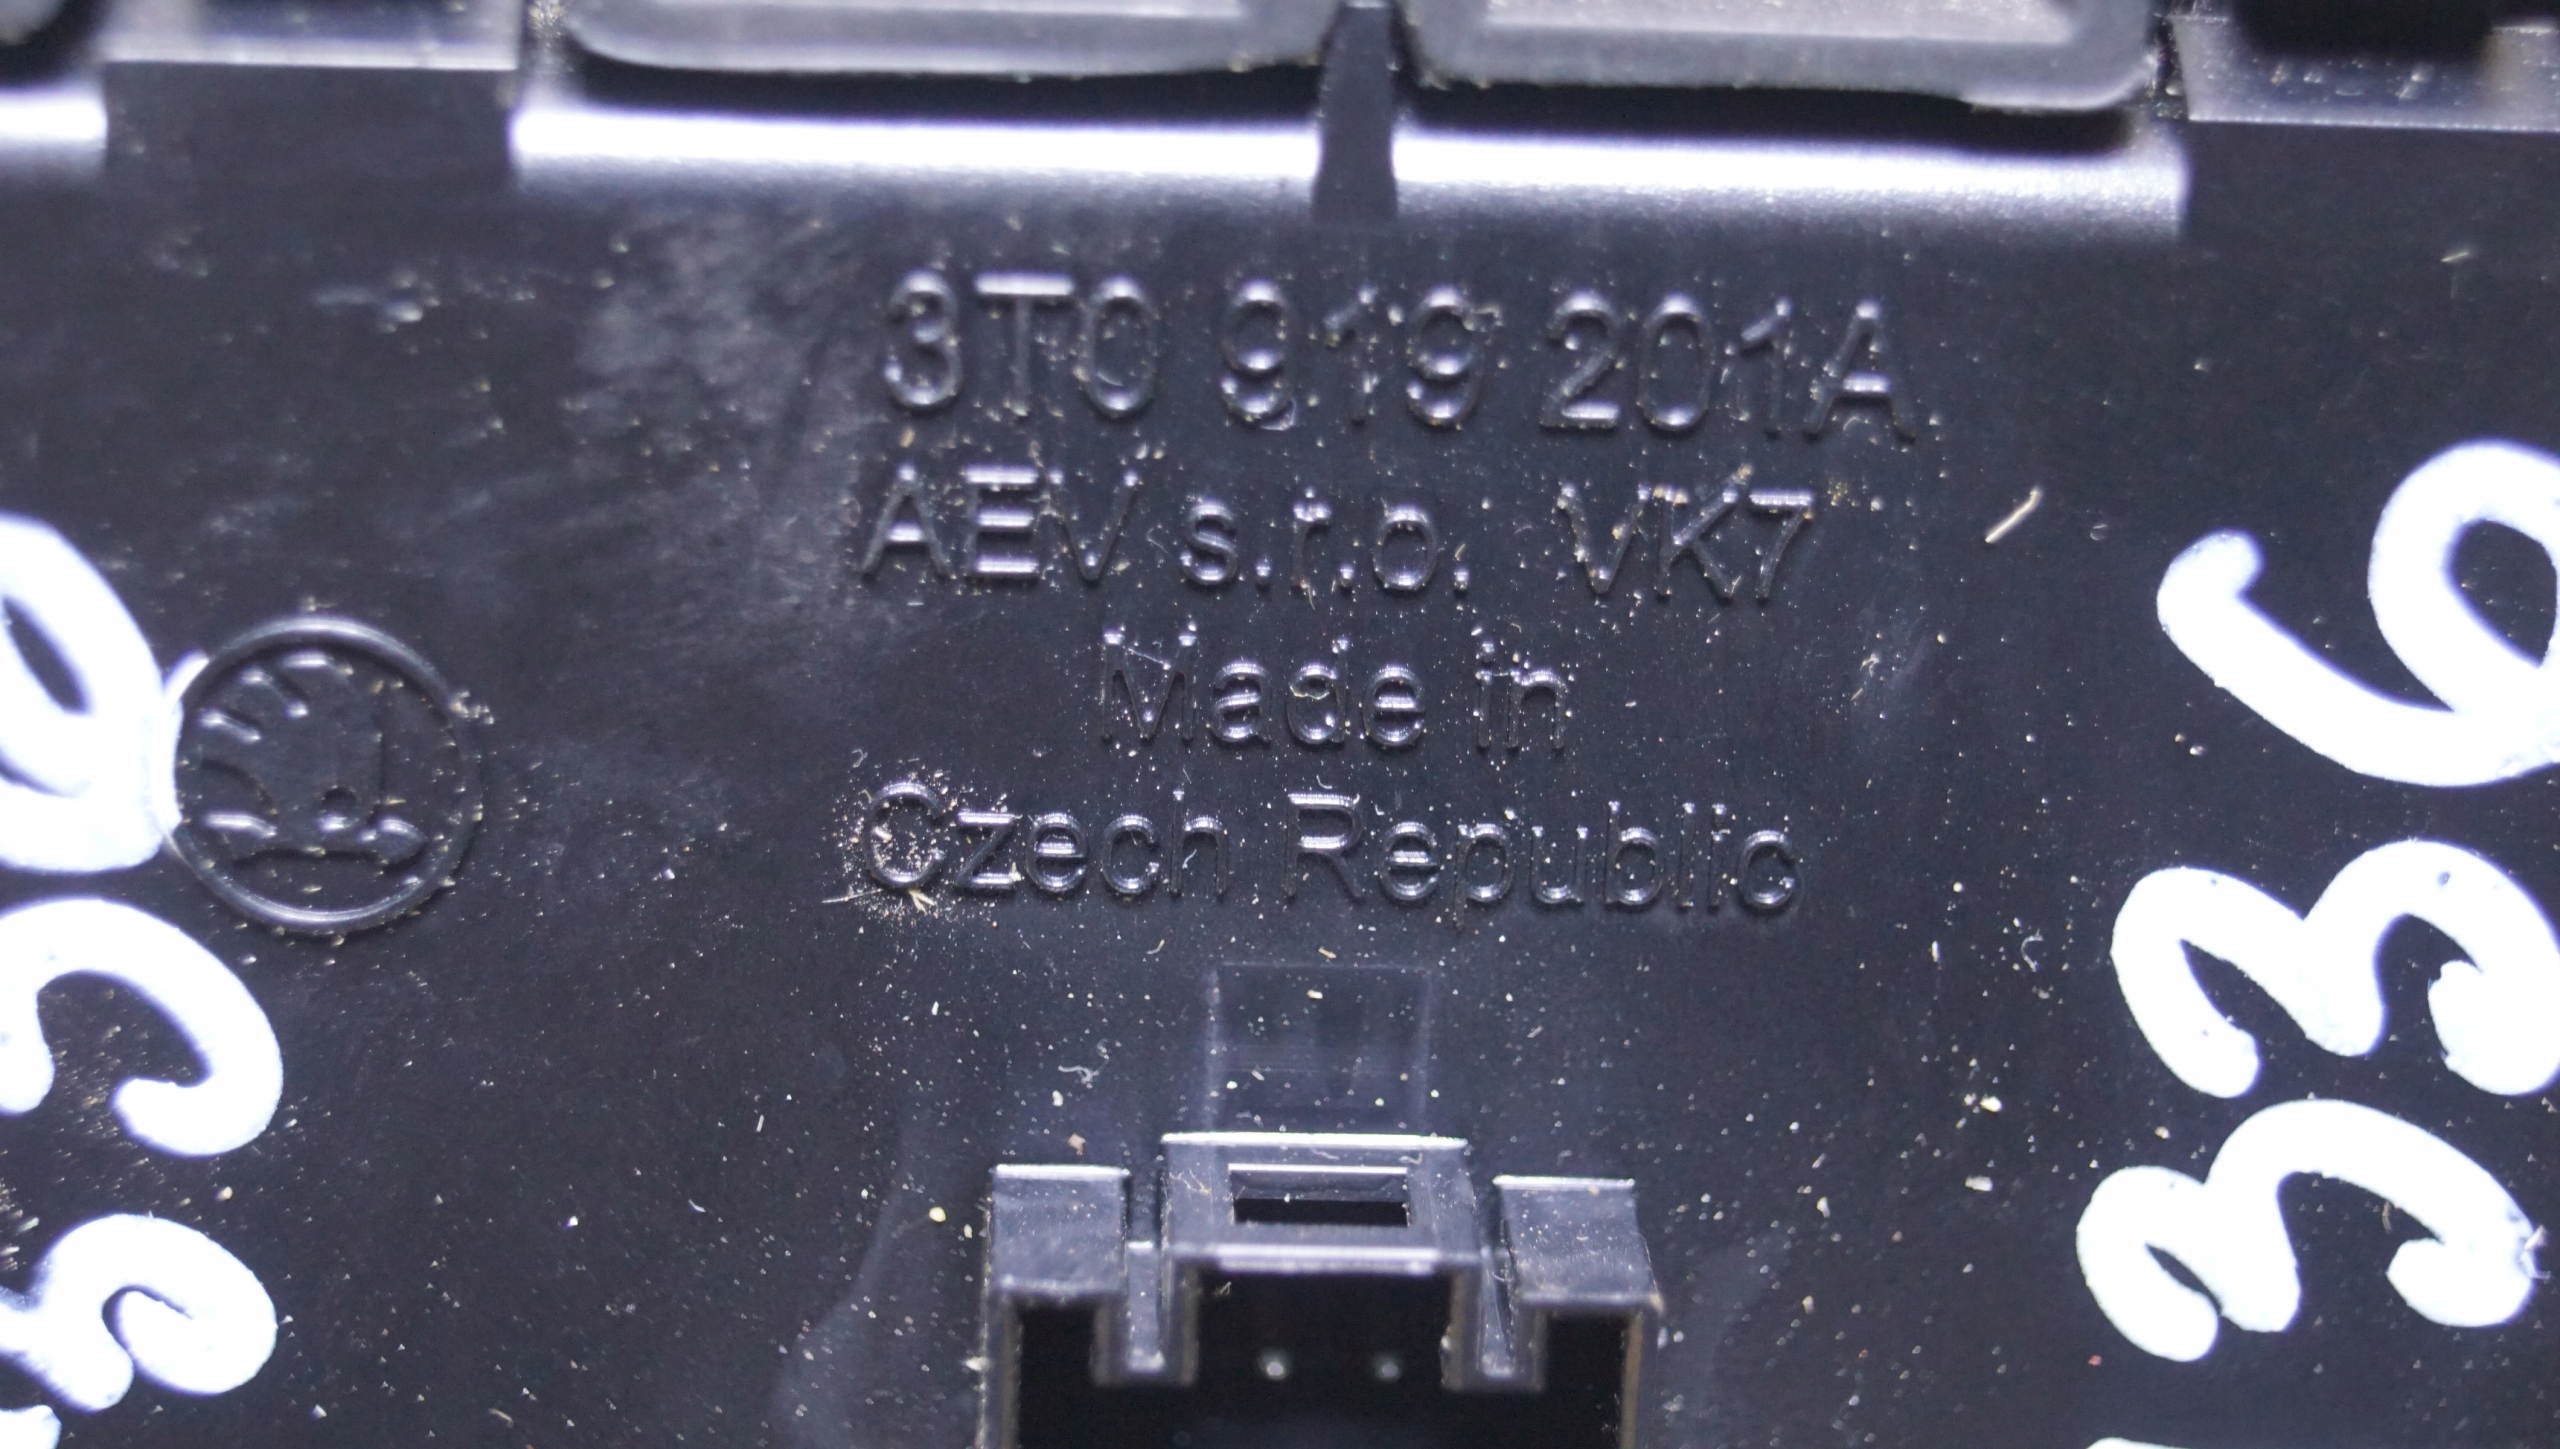 3T0 919 201A
AEV s.r.o. VK7
Made in
Czech Republic
336